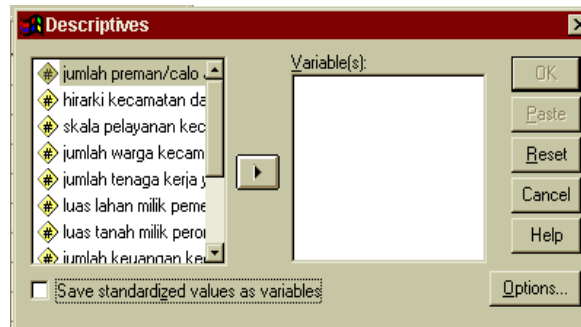 Descriptives
jumlah preman/calo
hirarki kecamatan da
skala pelayanan kec
jumlah warga kecam
jumlah tenaga kerja y
luas lahan milik peme
luas tanah milik peror
jumlah keuangan ke
Variable(s):
OK
Paste
Reset
Cancel
Help
Save standardized values as variables
Options...